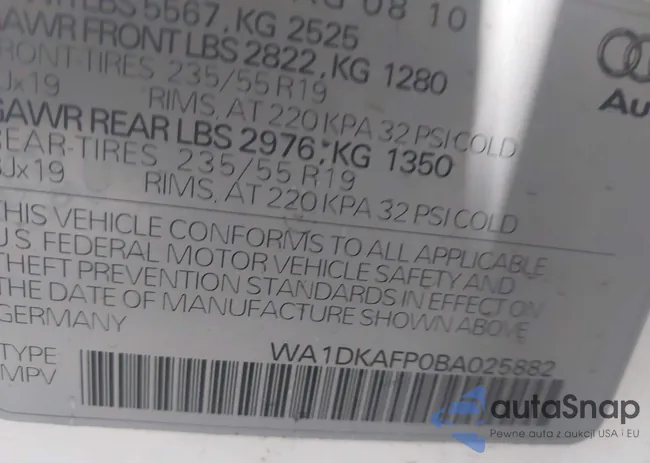 LBS 5567, KG 2525
GAWR FRONT LBS 2822, KG 1280
FRONT TIRES 235/55 R19
Jx19 RIMS, AT 220 KPA 32 PSI COLD
GAWR REAR LBS 2976, KG 1350
REAR-TIRES 235/55 R19
Jx19 RIMS, AT 220 KPA 32 PSI COLD
THIS VEHICLE CONFORMS TO ALL APPLICABLE
U.S. FEDERAL MOTOR VEHICLE SAFETY AND
THEFT PREVENTION STANDARDS IN EFFECT ON
THE DATE OF MANUFACTURE SHOWN ABOVE
GERMANY
TYPE
MPV
WA1DKAFP0BA025882
08 10
Au
autaSnap
Pewne auta z aukcji USA i EU